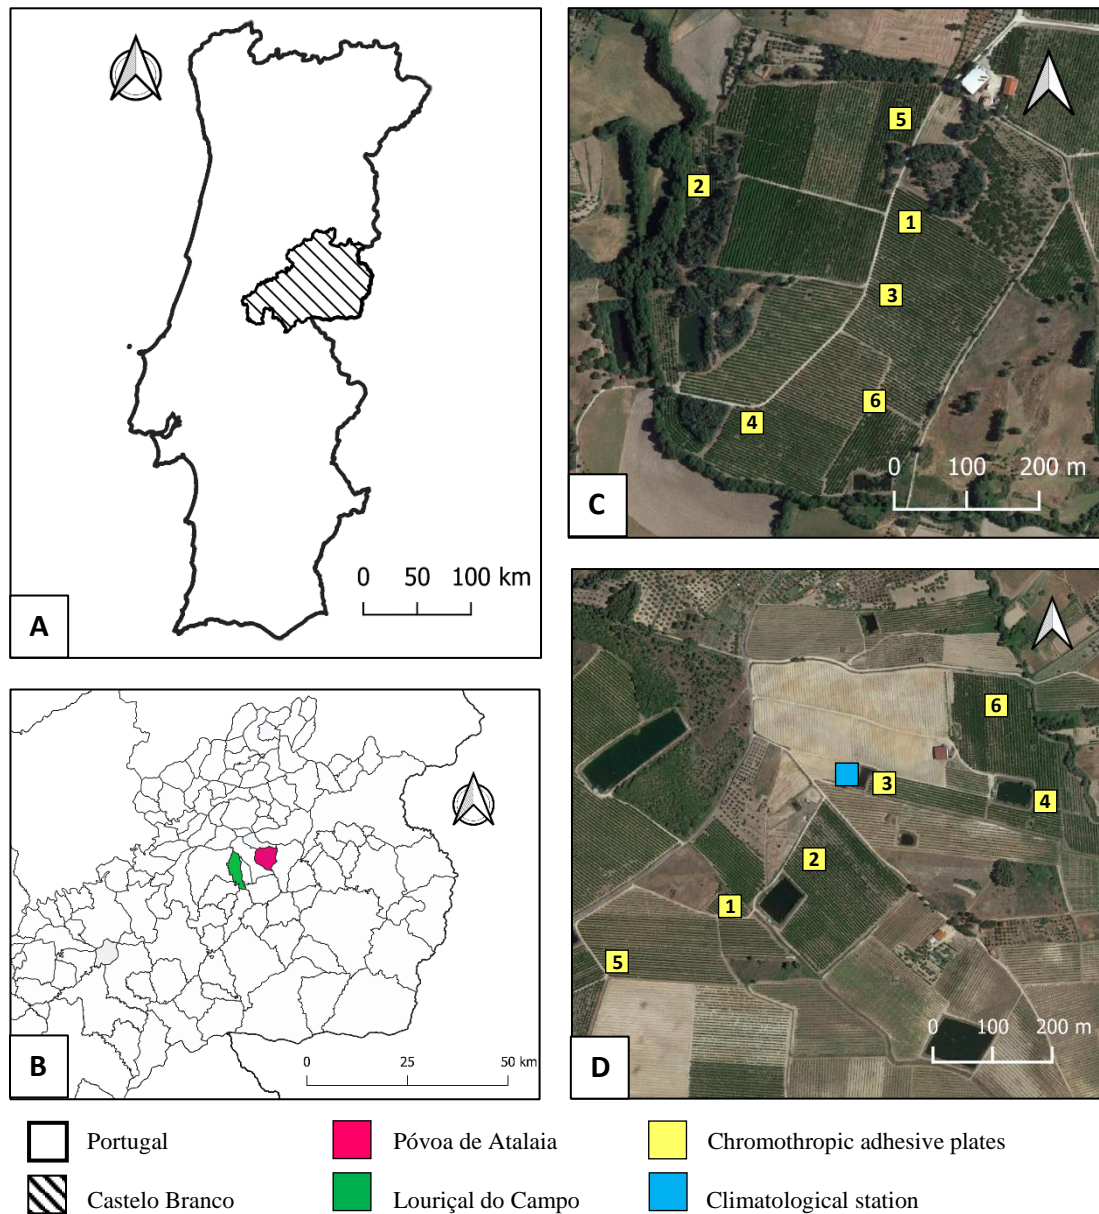 0 50 100 km
A
5
2
1
3
6
4
0 100 200 m
C
0 25 50 km
B
6
3
4
2
1
5
0 100 200 m
D
Portugal
Póvoa de Atalaia
Chromothropic adhesive plates
Castelo Branco
Louriçal do Campo
Climatological station